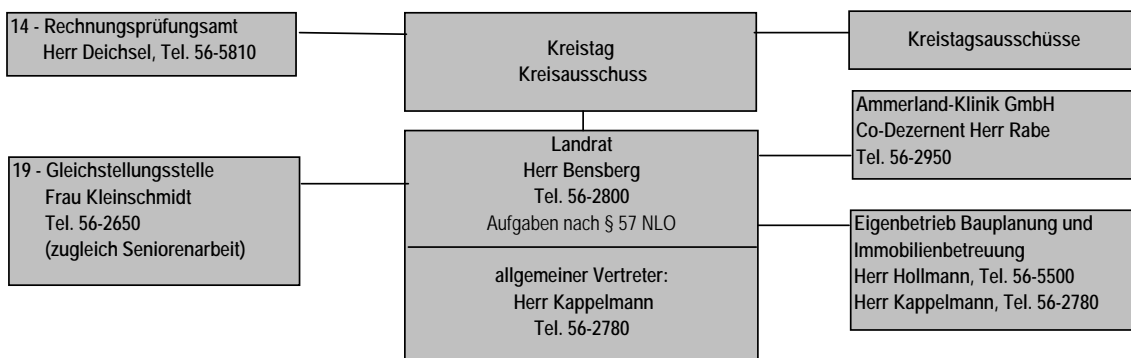 14 - Rechnungsprüfungsamt
Herr Deichsel, Tel. 56-5810
Kreistag
Kreisausschuss
Kreistagsausschüsse
Ammerland-Klinik GmbH
Co-Dezernent Herr Rabe
Tel. 56-2950
19 - Gleichstellungsstelle
Frau Kleinschmidt
Tel. 56-2650
(zugleich Seniorenarbeit)
Landrat
Herr Bensberg
Tel. 56-2800
Aufgaben nach § 57 NLO
allgemeiner Vertreter:
Herr Kappelmann
Tel. 56-2780
Eigenbetrieb Bauplanung und
Immobilienbetreuung
Herr Hollmann, Tel. 56-5500
Herr Kappelmann, Tel. 56-2780